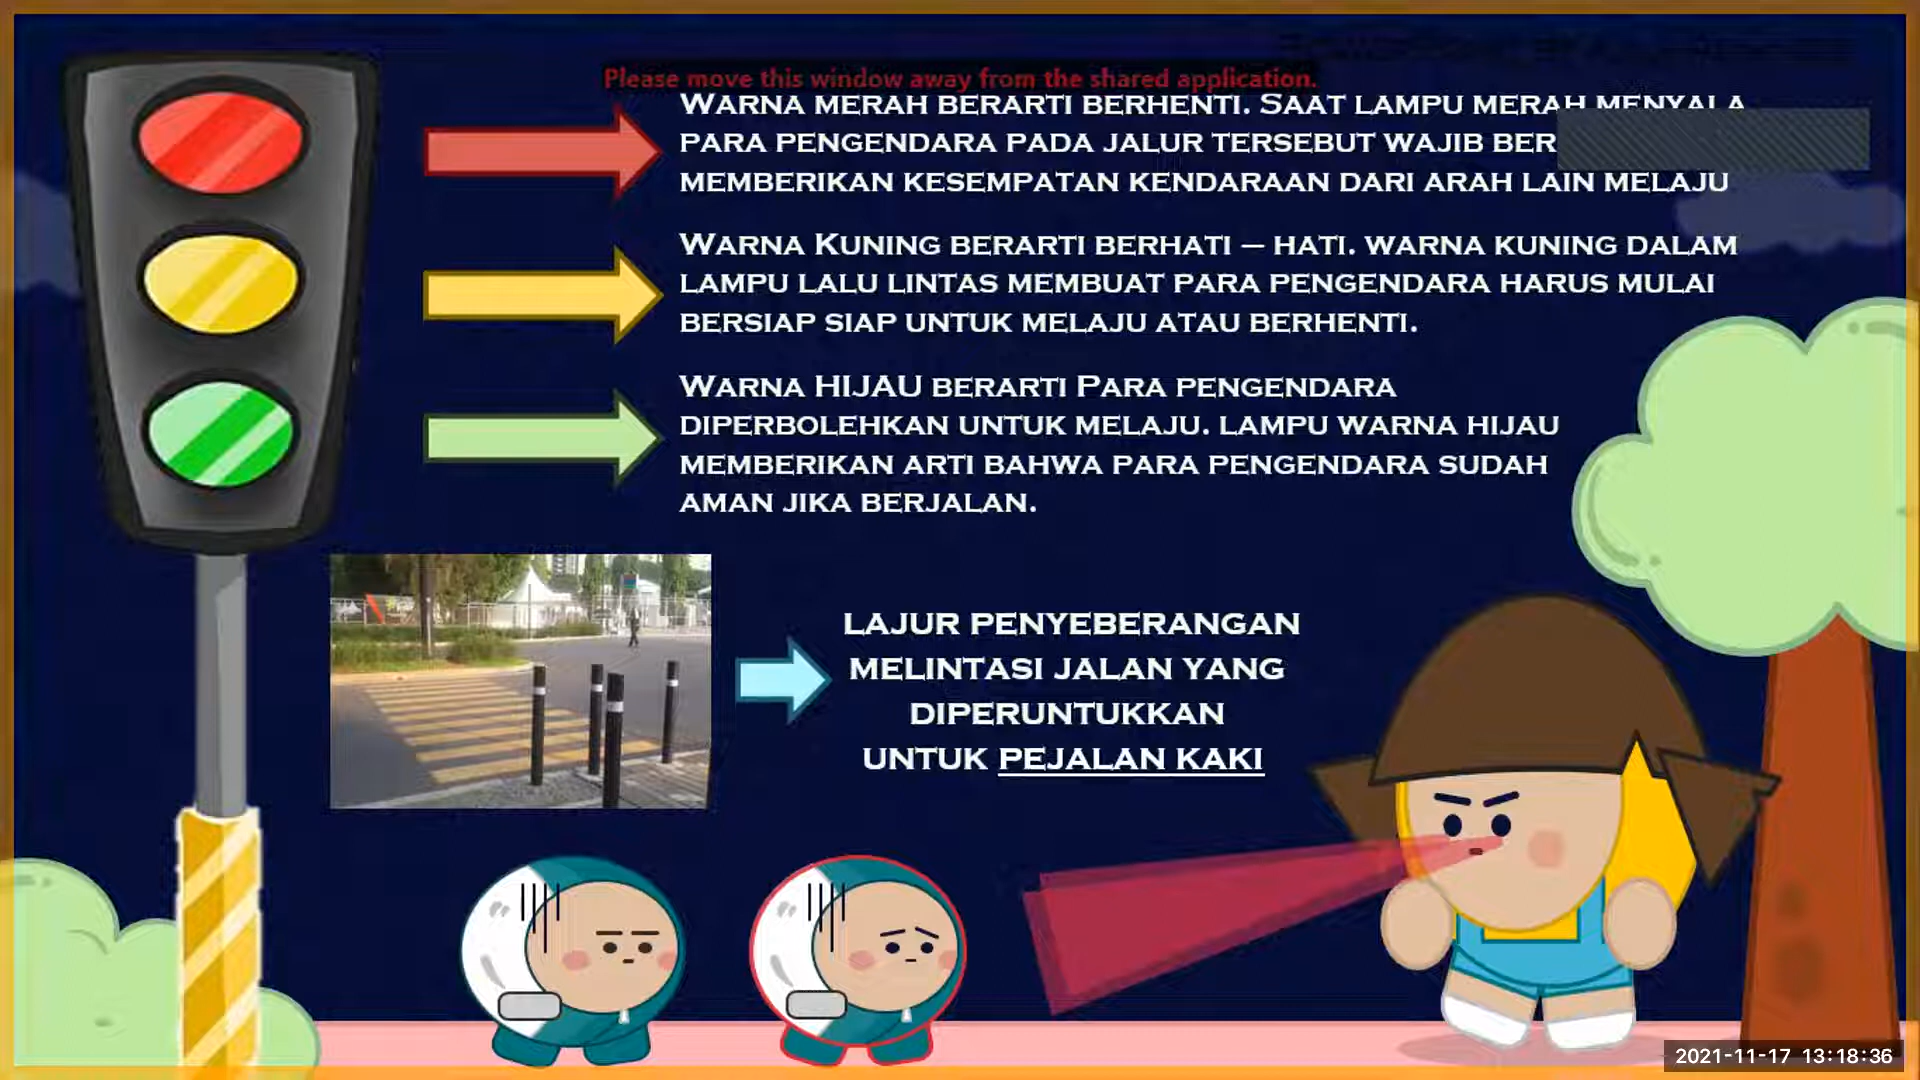 Please move this window away from the shared application.
WARNA MERAH BERARTI BERHENTI. SAAT LAMPU MERAH MENYALA
PARA PENGENDARA PADA JALUR TERSEBUT WAJIB BER
MEMBERIKAN KESEMPATAN KENDARAAN DARI ARAH LAIN MELAJU
WARNA KUNING BERARTI BERHATI – HATI. WARNA KUNING DALAM
LAMPU LALU LINTAS MEMBUAT PARA PENGENDARA HARUS MULAI
BERSIAP SIAP UNTUK MELAJU ATAU BERHENTI.
WARNA HIJAU BERARTI PARA PENGENDARA
DIPERBOLEHKAN UNTUK MELAJU. LAMPU WARNA HIJAU
MEMBERIKAN ARTI BAHWA PARA PENGENDARA SUDAH
AMAN JIKA BERJALAN.
LAJUR PENYEBERANGAN
MELINTASI JALAN YANG
DIPERUNTUKKAN
UNTUK PEJALAN KAKI
2021-11-17 13:18:36